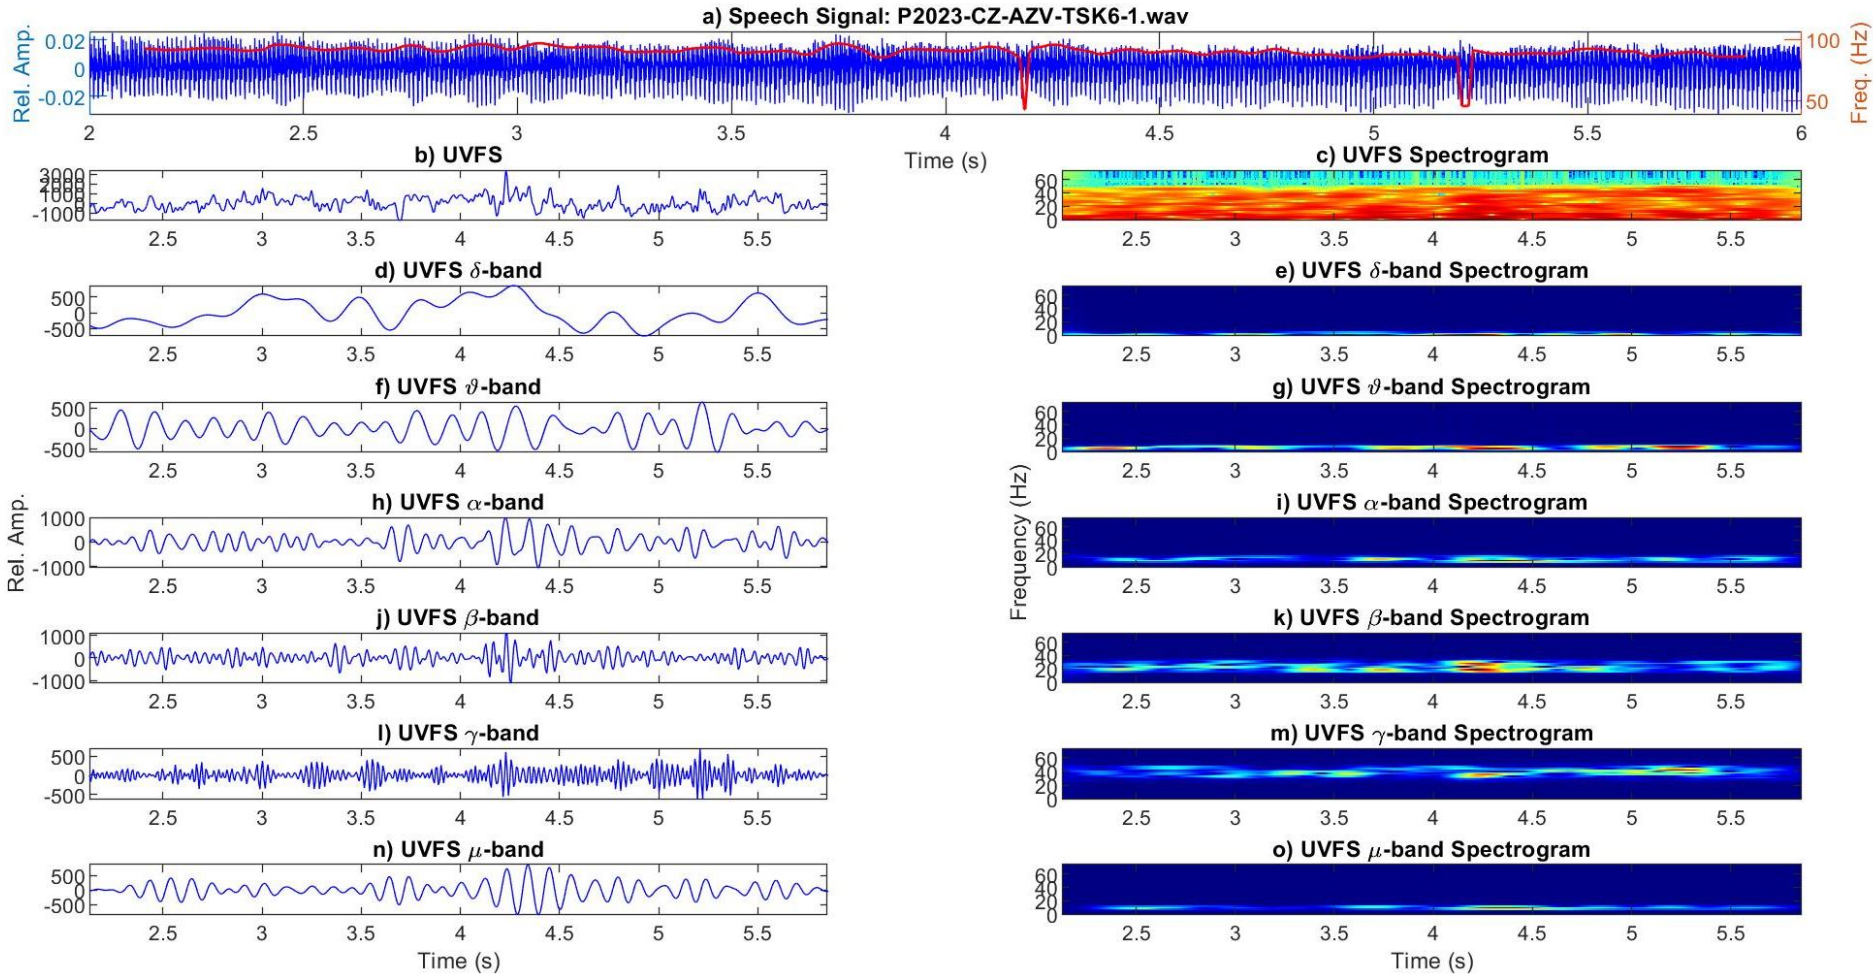 a) Speech Signal: P2023-CZ-AZV-TSK6-1.wav
Rel. Amp.
0.02
0
-0.02
100
50
Freq. (Hz)
2 2.5 3 3.5 4 4.5 5 5.5 6
Time (s)
b) UVFS
3000
2000
1000
0
-1000
2.5 3 3.5 4 4.5 5 5.5
c) UVFS Spectrogram
60
40
20
0
2.5 3 3.5 4 4.5 5 5.5
d) UVFS δ-band
500
0
-500
2.5 3 3.5 4 4.5 5 5.5
e) UVFS δ-band Spectrogram
60
40
20
0
2.5 3 3.5 4 4.5 5 5.5
f) UVFS ϑ-band
500
0
-500
2.5 3 3.5 4 4.5 5 5.5
g) UVFS ϑ-band Spectrogram
60
40
20
0
2.5 3 3.5 4 4.5 5 5.5
Rel. Amp.
h) UVFS α-band
1000
0
-1000
2.5 3 3.5 4 4.5 5 5.5
Frequency (Hz)
i) UVFS α-band Spectrogram
60
40
20
0
2.5 3 3.5 4 4.5 5 5.5
j) UVFS β-band
1000
0
-1000
2.5 3 3.5 4 4.5 5 5.5
k) UVFS β-band Spectrogram
60
40
20
0
2.5 3 3.5 4 4.5 5 5.5
l) UVFS γ-band
500
0
-500
2.5 3 3.5 4 4.5 5 5.5
m) UVFS γ-band Spectrogram
60
40
20
0
2.5 3 3.5 4 4.5 5 5.5
n) UVFS μ-band
500
0
-500
2.5 3 3.5 4 4.5 5 5.5
Time (s)
o) UVFS μ-band Spectrogram
60
40
20
0
2.5 3 3.5 4 4.5 5 5.5
Time (s)